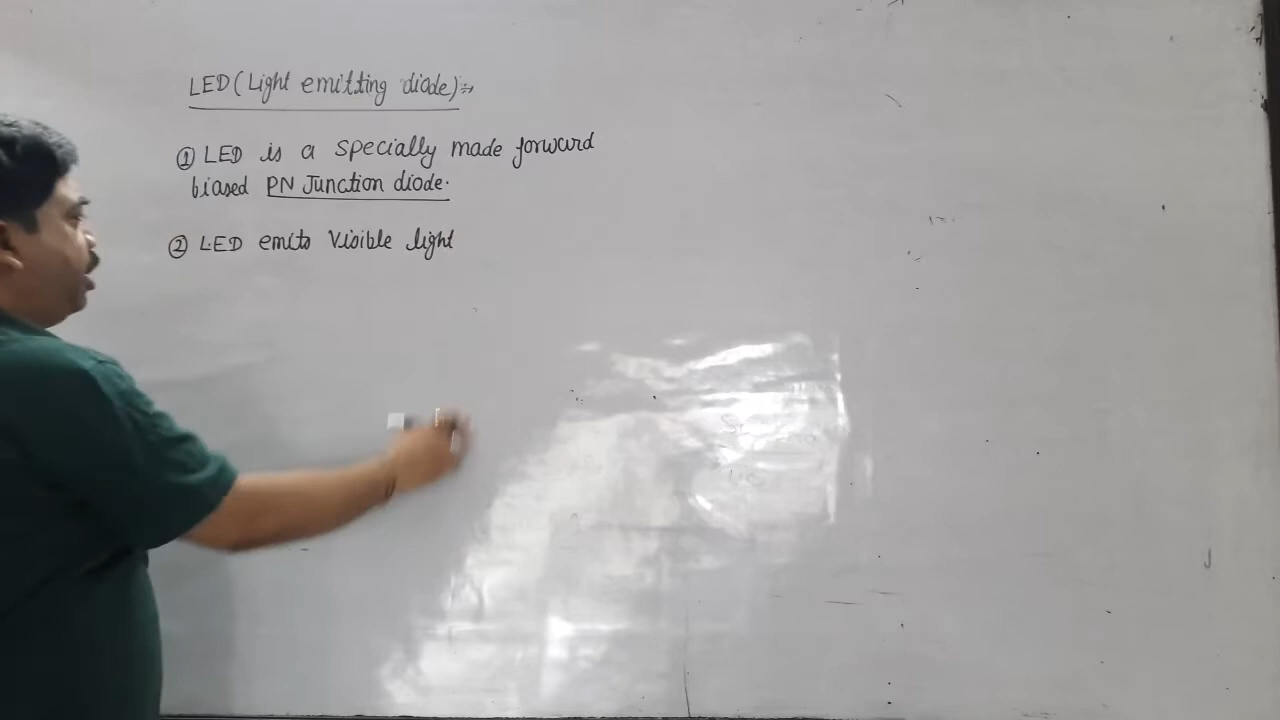 LED (Light emitting diode):→
① LED is a specially made forward
biased PN Junction diode.
② LED emits visible light